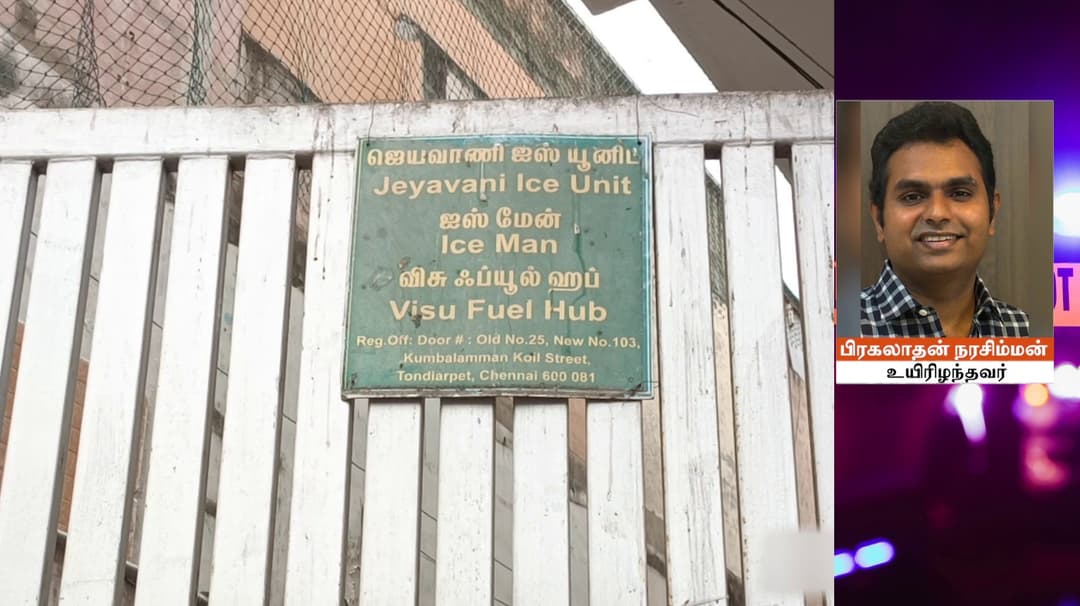 ஜெயவாணி ஐஸ் யூனிட்
Jeyavani Ice Unit
ஐஸ் மேன்
Ice Man
விசு ஃப்யூல் ஹப்
Visu Fuel Hub
Reg.Off: Door # : Old No.25, New No.103,
Kumbalamman Koil Street,
Tondiarpet, Chennai 600 081
பிரகலாதன் நரசிம்மன்
உயிரிழந்தவர்